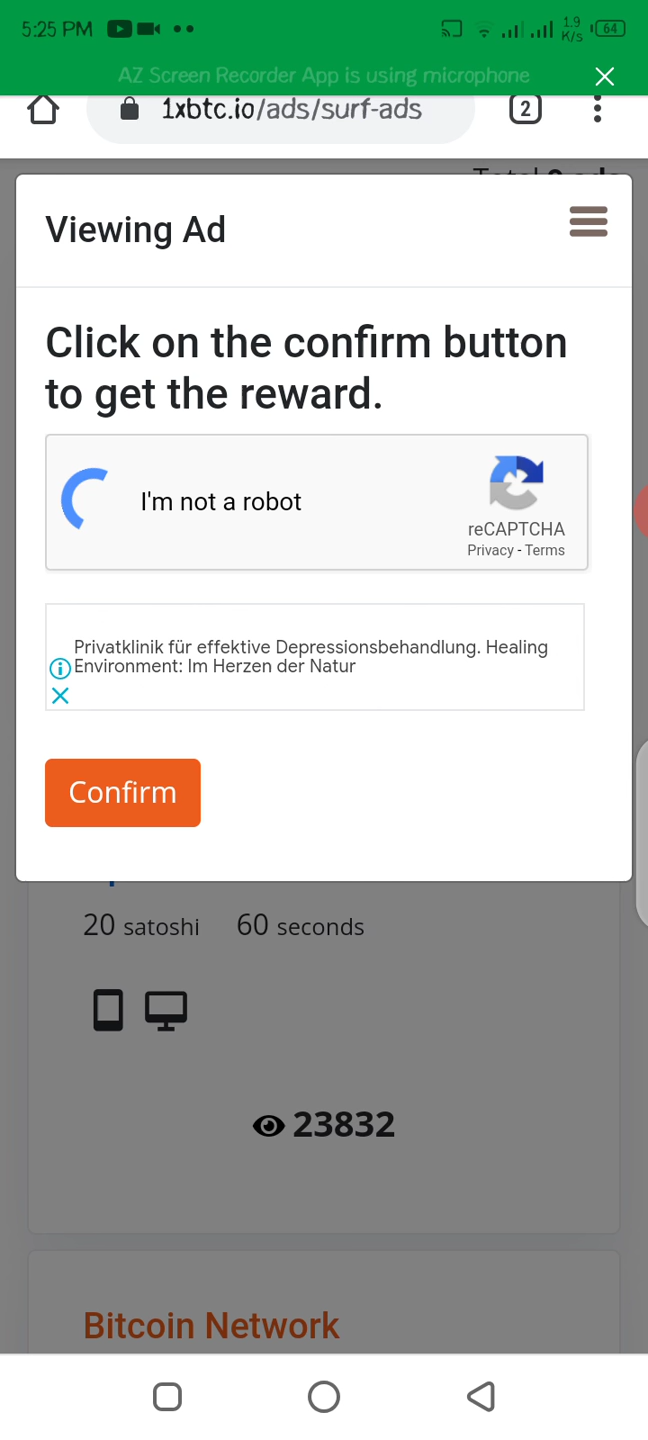 5:25 PM
1.9
K/s
64
AZ Screen Recorder App is using microphone
1xbtc.io/ads/surf-ads
2
Viewing Ad
Click on the confirm button
to get the reward.
I'm not a robot
reCAPTCHA
Privacy - Terms
Privatklinik für effektive Depressionsbehandlung. Healing
Environment: Im Herzen der Natur
Confirm
20 satoshi 60 seconds
23832
Bitcoin Network